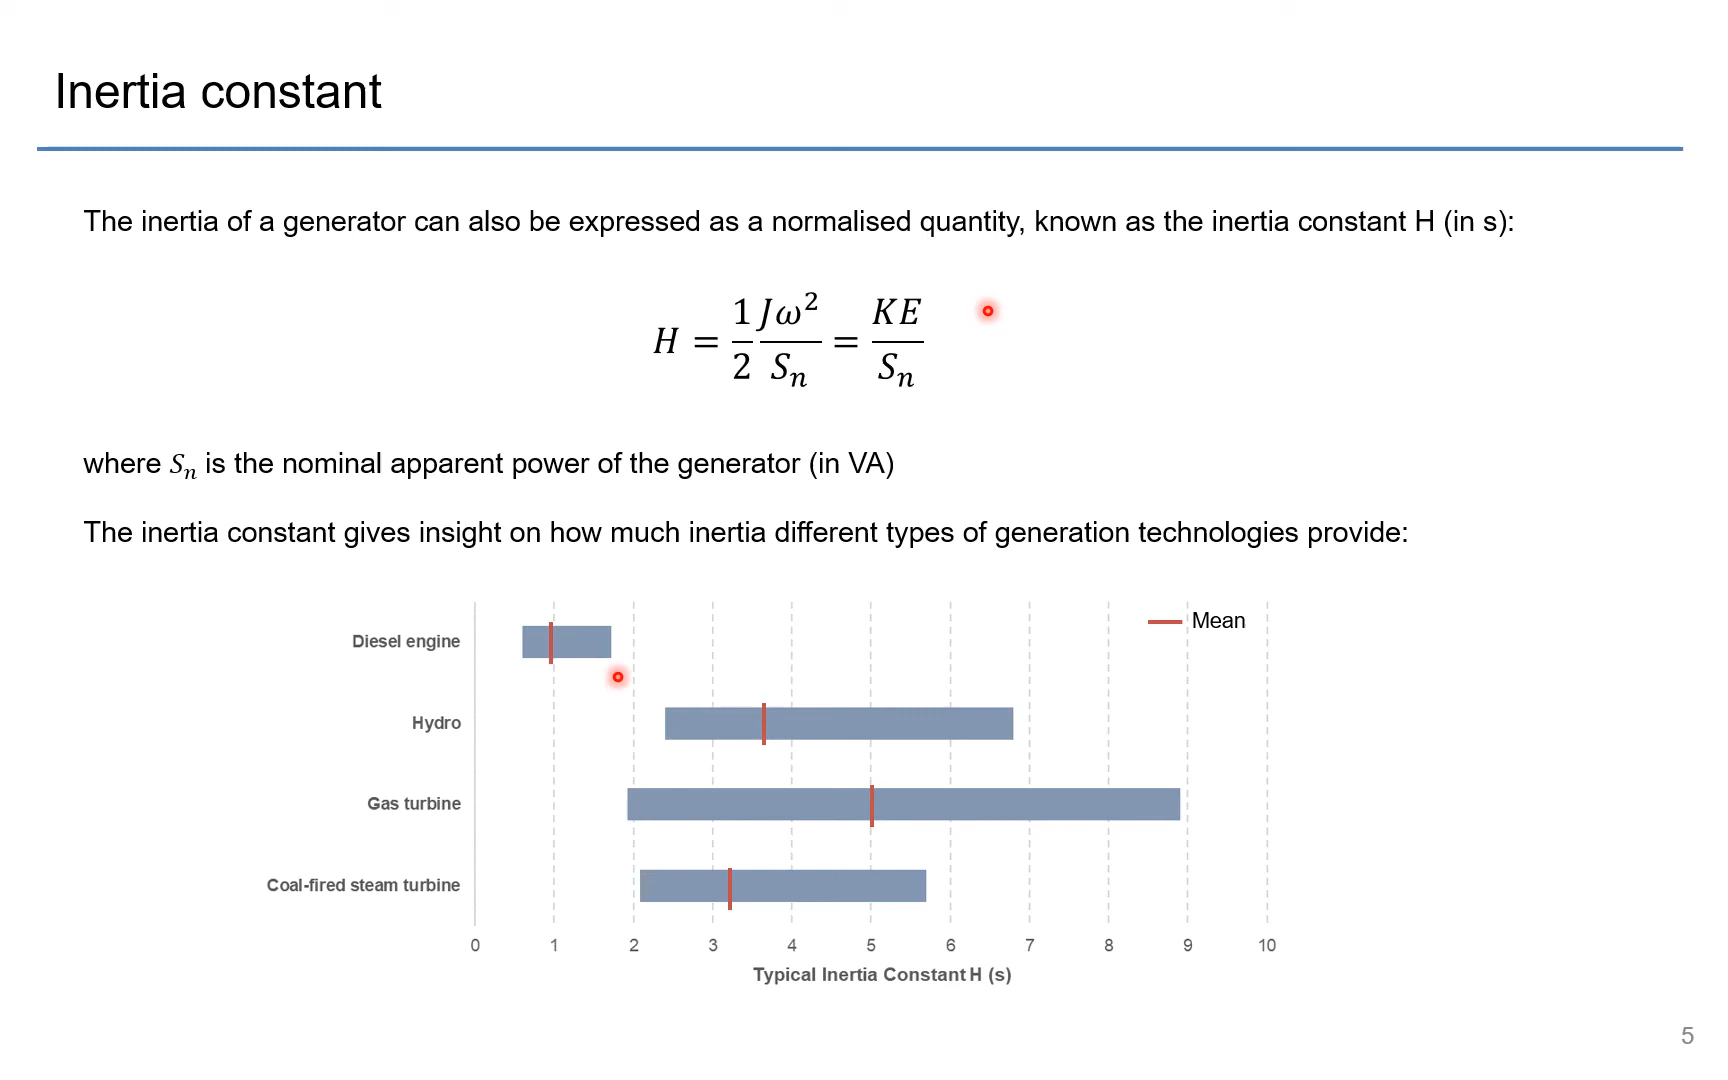 Inertia constant
The inertia of a generator can also be expressed as a normalised quantity, known as the inertia constant H (in s):
H = 1/2 Jω²/Sₙ = KE/Sₙ
where Sₙ is the nominal apparent power of the generator (in VA)
The inertia constant gives insight on how much inertia different types of generation technologies provide:
Mean
Diesel engine
Hydro
Gas turbine
Coal-fired steam turbine
0 1 2 3 4 5 6 7 8 9 10
Typical Inertia Constant H (s)
5